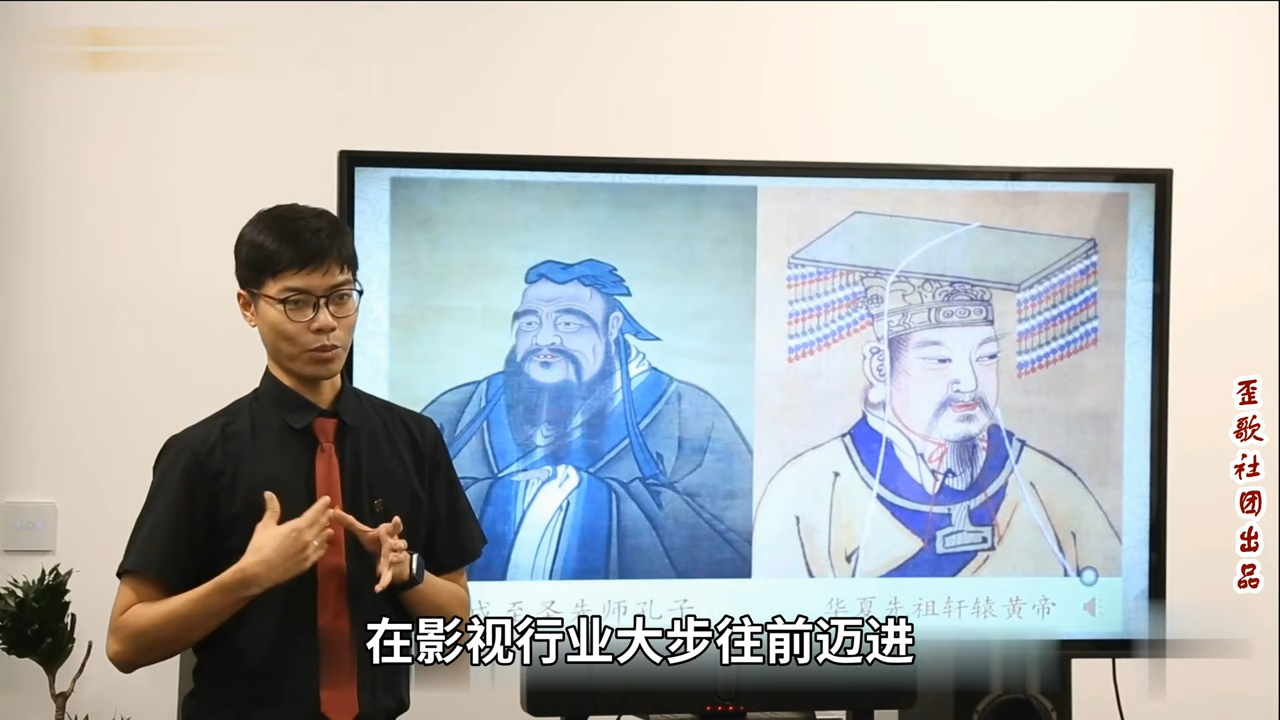 至圣先师孔子
华夏先祖轩辕黄帝
在影视行业大步往前迈进
歪歌社团出品